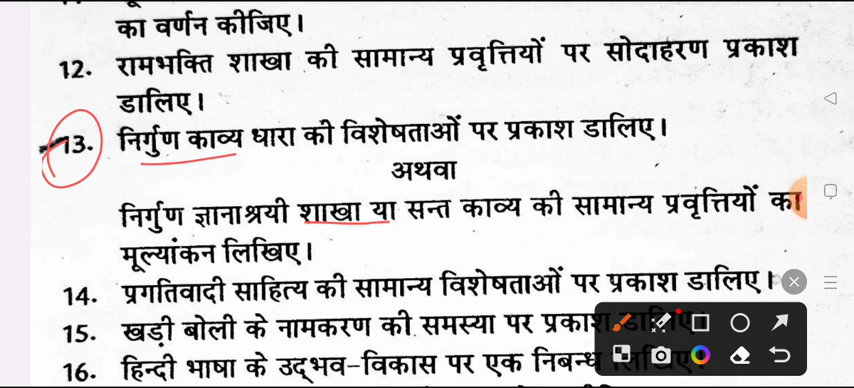 का वर्णन कीजिए।
12. रामभक्ति शाखा की सामान्य प्रवृत्तियों पर सोदाहरण प्रकाश
डालिए।
13. निर्गुण काव्य धारा की विशेषताओं पर प्रकाश डालिए।
अथवा
निर्गुण ज्ञानाश्रयी शाखा या सन्त काव्य की सामान्य प्रवृत्तियों का
मूल्यांकन लिखिए।
14. प्रगतिवादी साहित्य की सामान्य विशेषताओं पर प्रकाश डालिए।
15. खड़ी बोली के नामकरण की समस्या पर प्रकाश डालिए।
16. हिन्दी भाषा के उद्भव-विकास पर एक निबन्ध लिखिए।